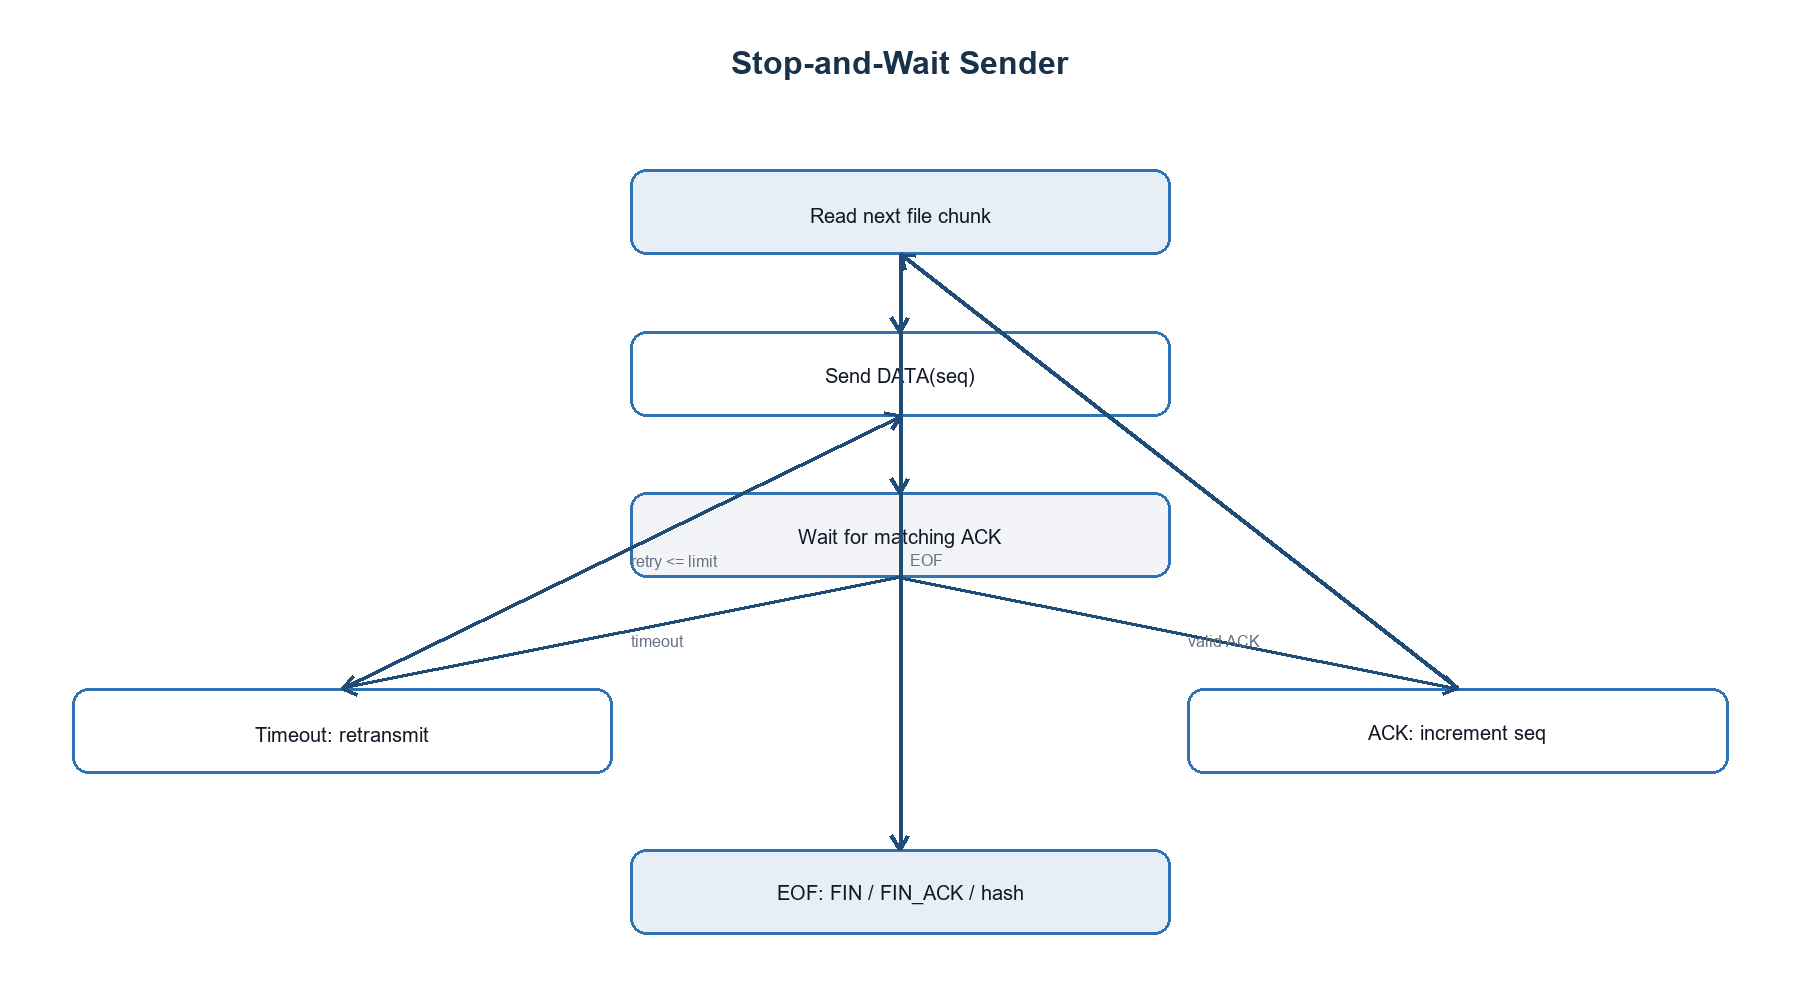 Stop-and-Wait Sender
Read next file chunk
Send DATA(seq)
Wait for matching ACK
retry <= limit
EOF
timeout
valid ACK
Timeout: retransmit
ACK: increment seq
EOF: FIN / FIN_ACK / hash